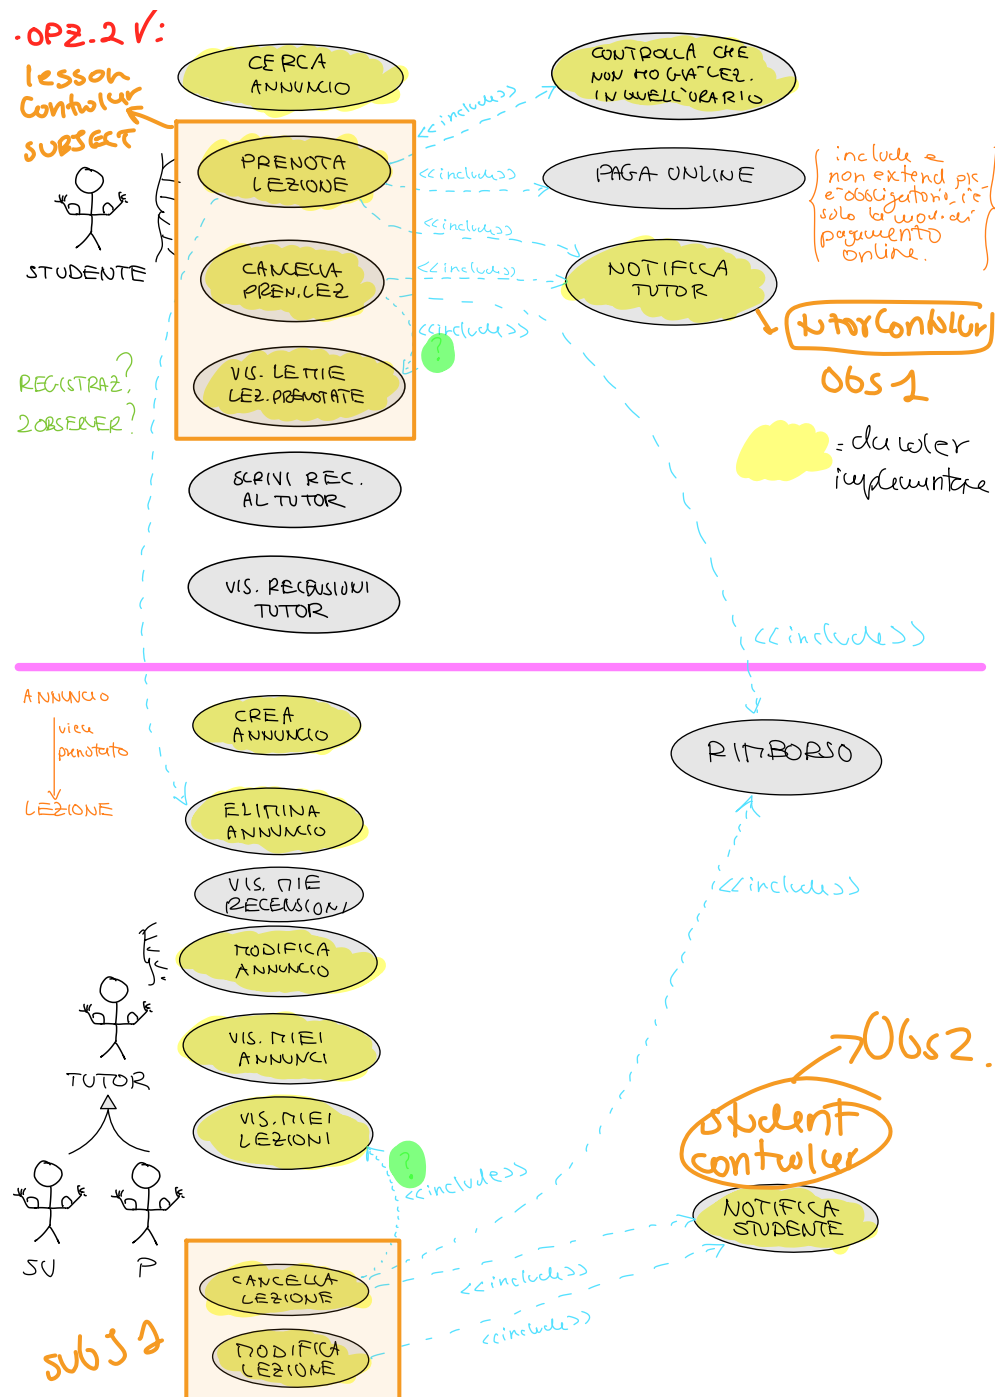 .OPZ.2 V:
lesson
Controller
SUBJECT
CERCA
ANNUNCIO
CONTROLLA CHE
NON HO GIÀ LEZ.
IN QUELL'ORARIO
<<include>>
PRENOTA
LEZIONE
<<include>>
PAGA ONLINE
include e
non extend
è obbligatorio, c'è
solo la mod. di
pagamento
online.
<<include>>
STUDENTE
CANCELLA
PREN.LEZ
<<include>>
NOTIFICA
TUTOR
tutorController
OBS 1
<<include>>
?
VIS. LE MIE
LEZ. PRENOTATE
REGISTRAZ?
2 OBSERVER?
= da voler
implementare
SCRIVI REC.
AL TUTOR
VIS. RECENSIONI
TUTOR
<<include>>
ANNUNCIO
viene
prenotato
LEZIONE
CREA
ANNUNCIO
RIMBORSO
ELIMINA
ANNUNCIO
VIS. MIE
RECENSIONI
<<include>>
MODIFICA
ANNUNCIO
VIS. MIEI
ANNUNCI
Obs2.
TUTOR
VIS. MIEI
LEZIONI
student
controller
?
<<include>>
NOTIFICA
STUDENTE
SU
P
CANCELLA
LEZIONE
<<include>>
<<include>>
MODIFICA
LEZIONE
SUBJ 2